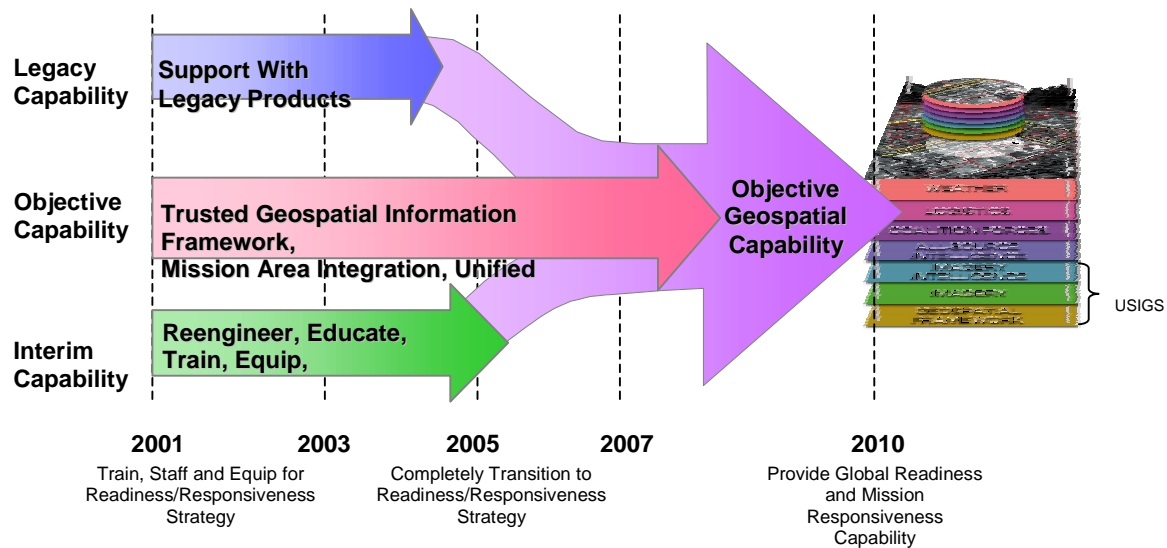 Legacy
Capability
Support With
Legacy Products
Objective
Capability
Trusted Geospatial Information
Framework,
Mission Area Integration, Unified
Objective
Geospatial
Capability
Interim
Capability
Reengineer, Educate,
Train, Equip,
WEATHER
LOGISTICS
COALITION FORCES
ALL SOURCE
INTELLIGENCE
IMAGERY
INTELLIGENCE
IMAGERY
GEOSPATIAL
FRAMEWORK
USIGS
2001
Train, Staff and Equip for
Readiness/Responsiveness
Strategy
2003
2005
Completely Transition to
Readiness/Responsiveness
Strategy
2007
2010
Provide Global Readiness
and Mission
Responsiveness
Capability